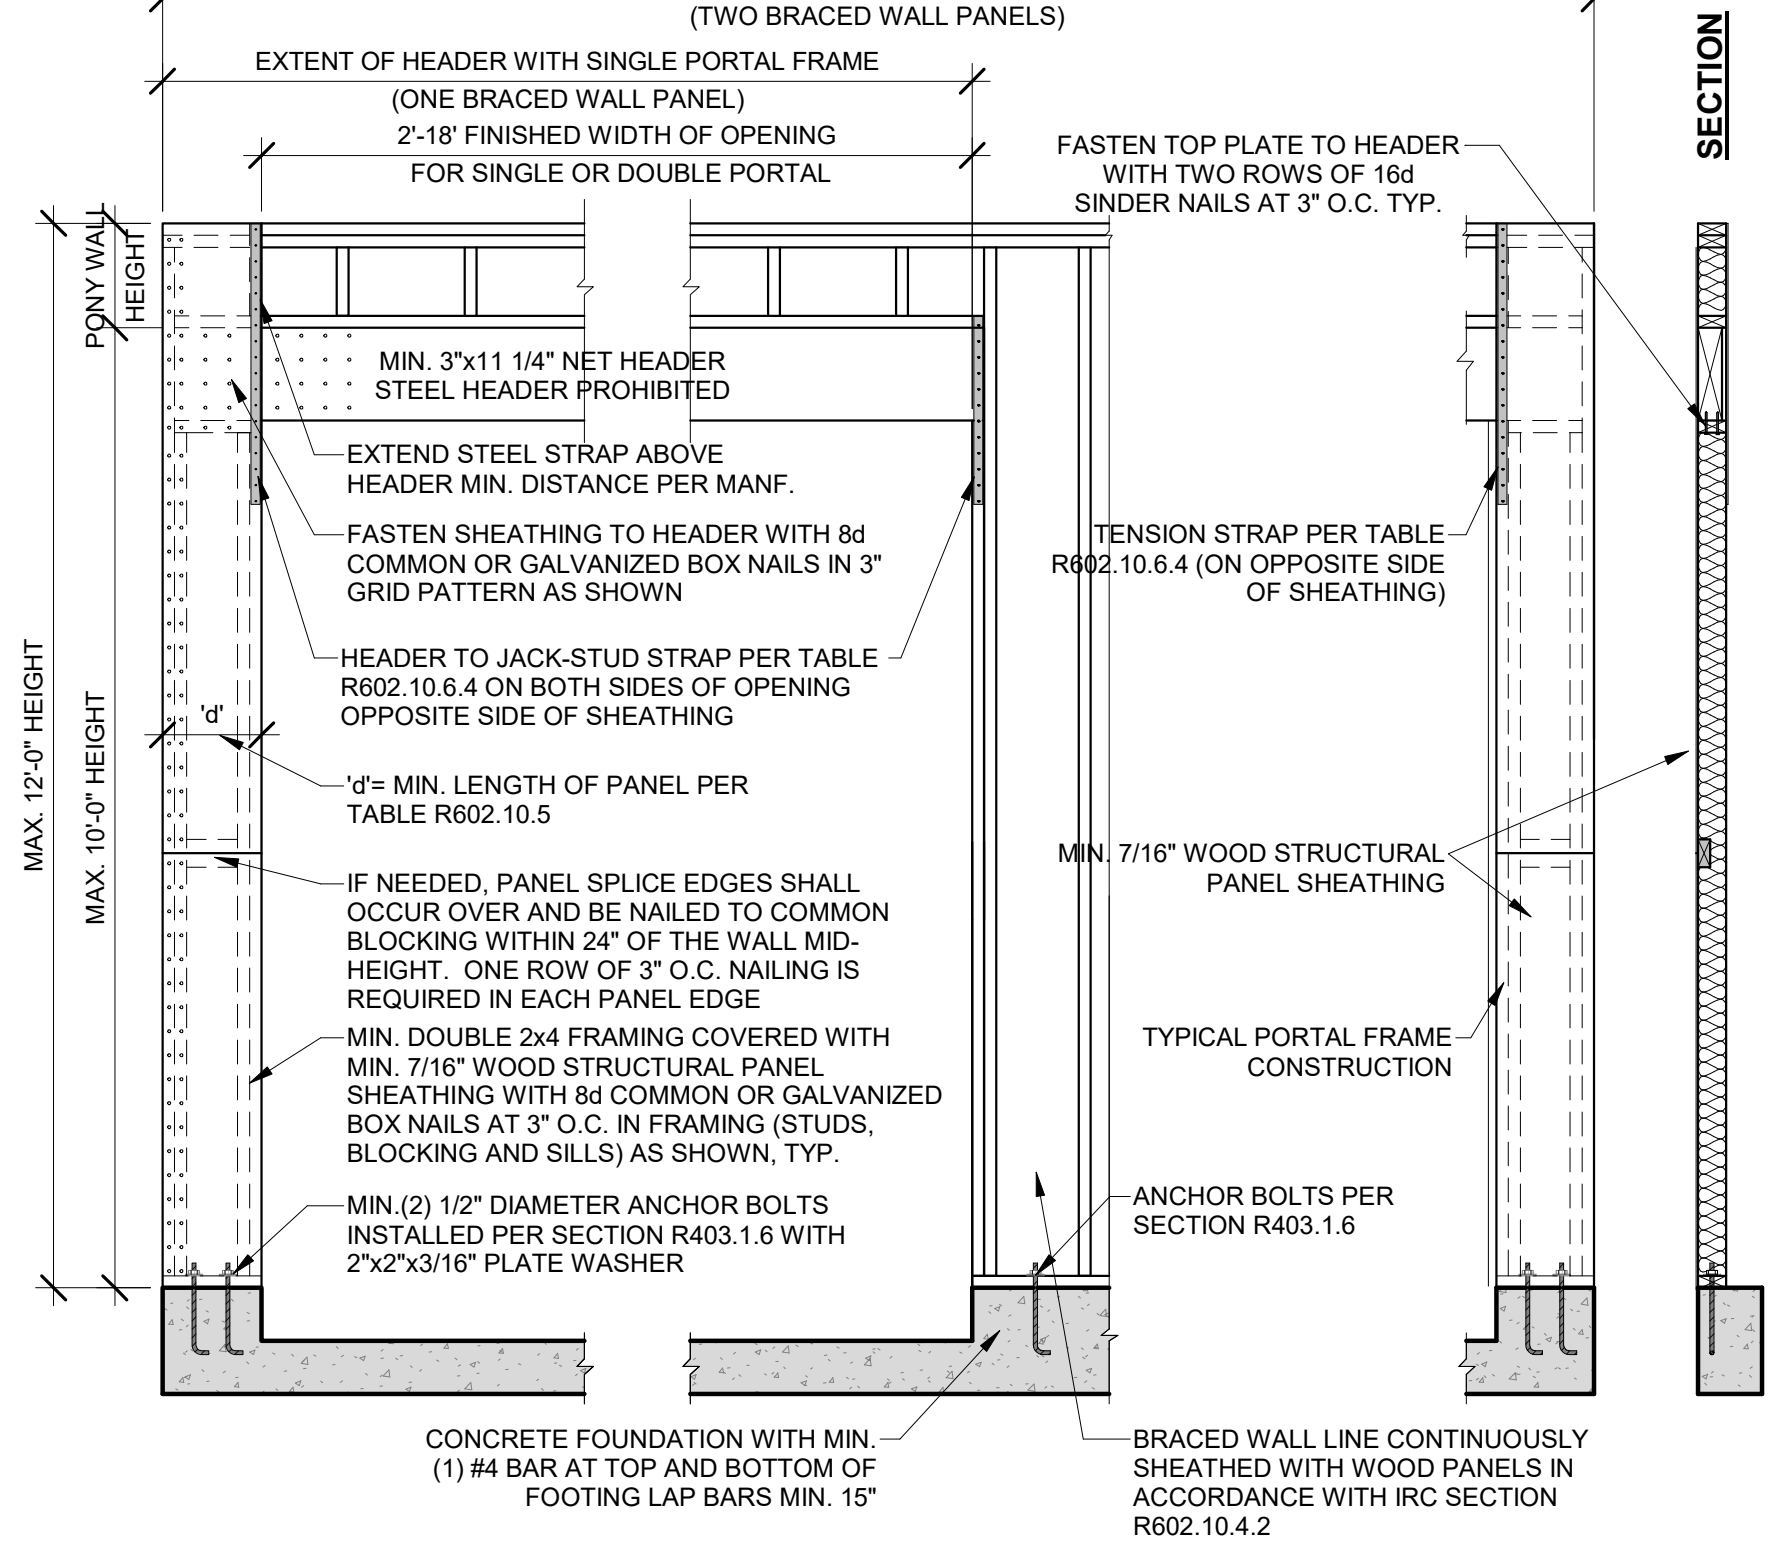 (TWO BRACED WALL PANELS)
SECTION
EXTENT OF HEADER WITH SINGLE PORTAL FRAME
(ONE BRACED WALL PANEL)
2'-18' FINISHED WIDTH OF OPENING
FOR SINGLE OR DOUBLE PORTAL
FASTEN TOP PLATE TO HEADER
WITH TWO ROWS OF 16d
SINDER NAILS AT 3" O.C. TYP.
PONY WALL
HEIGHT
MIN. 3"x11 1/4" NET HEADER
STEEL HEADER PROHIBITED
EXTEND STEEL STRAP ABOVE
HEADER MIN. DISTANCE PER MANF.
FASTEN SHEATHING TO HEADER WITH 8d
COMMON OR GALVANIZED BOX NAILS IN 3"
GRID PATTERN AS SHOWN
TENSION STRAP PER TABLE
R602.10.6.4 (ON OPPOSITE SIDE
OF SHEATHING)
HEADER TO JACK-STUD STRAP PER TABLE
R602.10.6.4 ON BOTH SIDES OF OPENING
OPPOSITE SIDE OF SHEATHING
MAX. 12'-0" HEIGHT
MAX. 10'-0" HEIGHT
'd'
'd'= MIN. LENGTH OF PANEL PER
TABLE R602.10.5
MIN. 7/16" WOOD STRUCTURAL
PANEL SHEATHING
IF NEEDED, PANEL SPLICE EDGES SHALL
OCCUR OVER AND BE NAILED TO COMMON
BLOCKING WITHIN 24" OF THE WALL MID-
HEIGHT.  ONE ROW OF 3" O.C. NAILING IS
REQUIRED IN EACH PANEL EDGE
MIN. DOUBLE 2x4 FRAMING COVERED WITH
MIN. 7/16" WOOD STRUCTURAL PANEL
SHEATHING WITH 8d COMMON OR GALVANIZED
BOX NAILS AT 3" O.C. IN FRAMING (STUDS,
BLOCKING AND SILLS) AS SHOWN, TYP.
TYPICAL PORTAL FRAME
CONSTRUCTION
MIN.(2) 1/2" DIAMETER ANCHOR BOLTS
INSTALLED PER SECTION R403.1.6 WITH
2"x2"x3/16" PLATE WASHER
ANCHOR BOLTS PER
SECTION R403.1.6
CONCRETE FOUNDATION WITH MIN.
(1) #4 BAR AT TOP AND BOTTOM OF
FOOTING LAP BARS MIN. 15"
BRACED WALL LINE CONTINUOUSLY
SHEATHED WITH WOOD PANELS IN
ACCORDANCE WITH IRC SECTION
R602.10.4.2